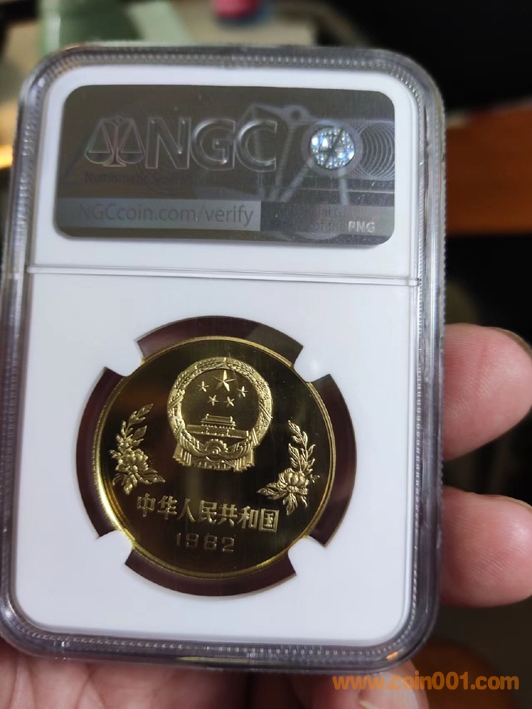 NGC
NGCcoin.com/verify
PNG
中华人民共和国
1982
www.coin001.com